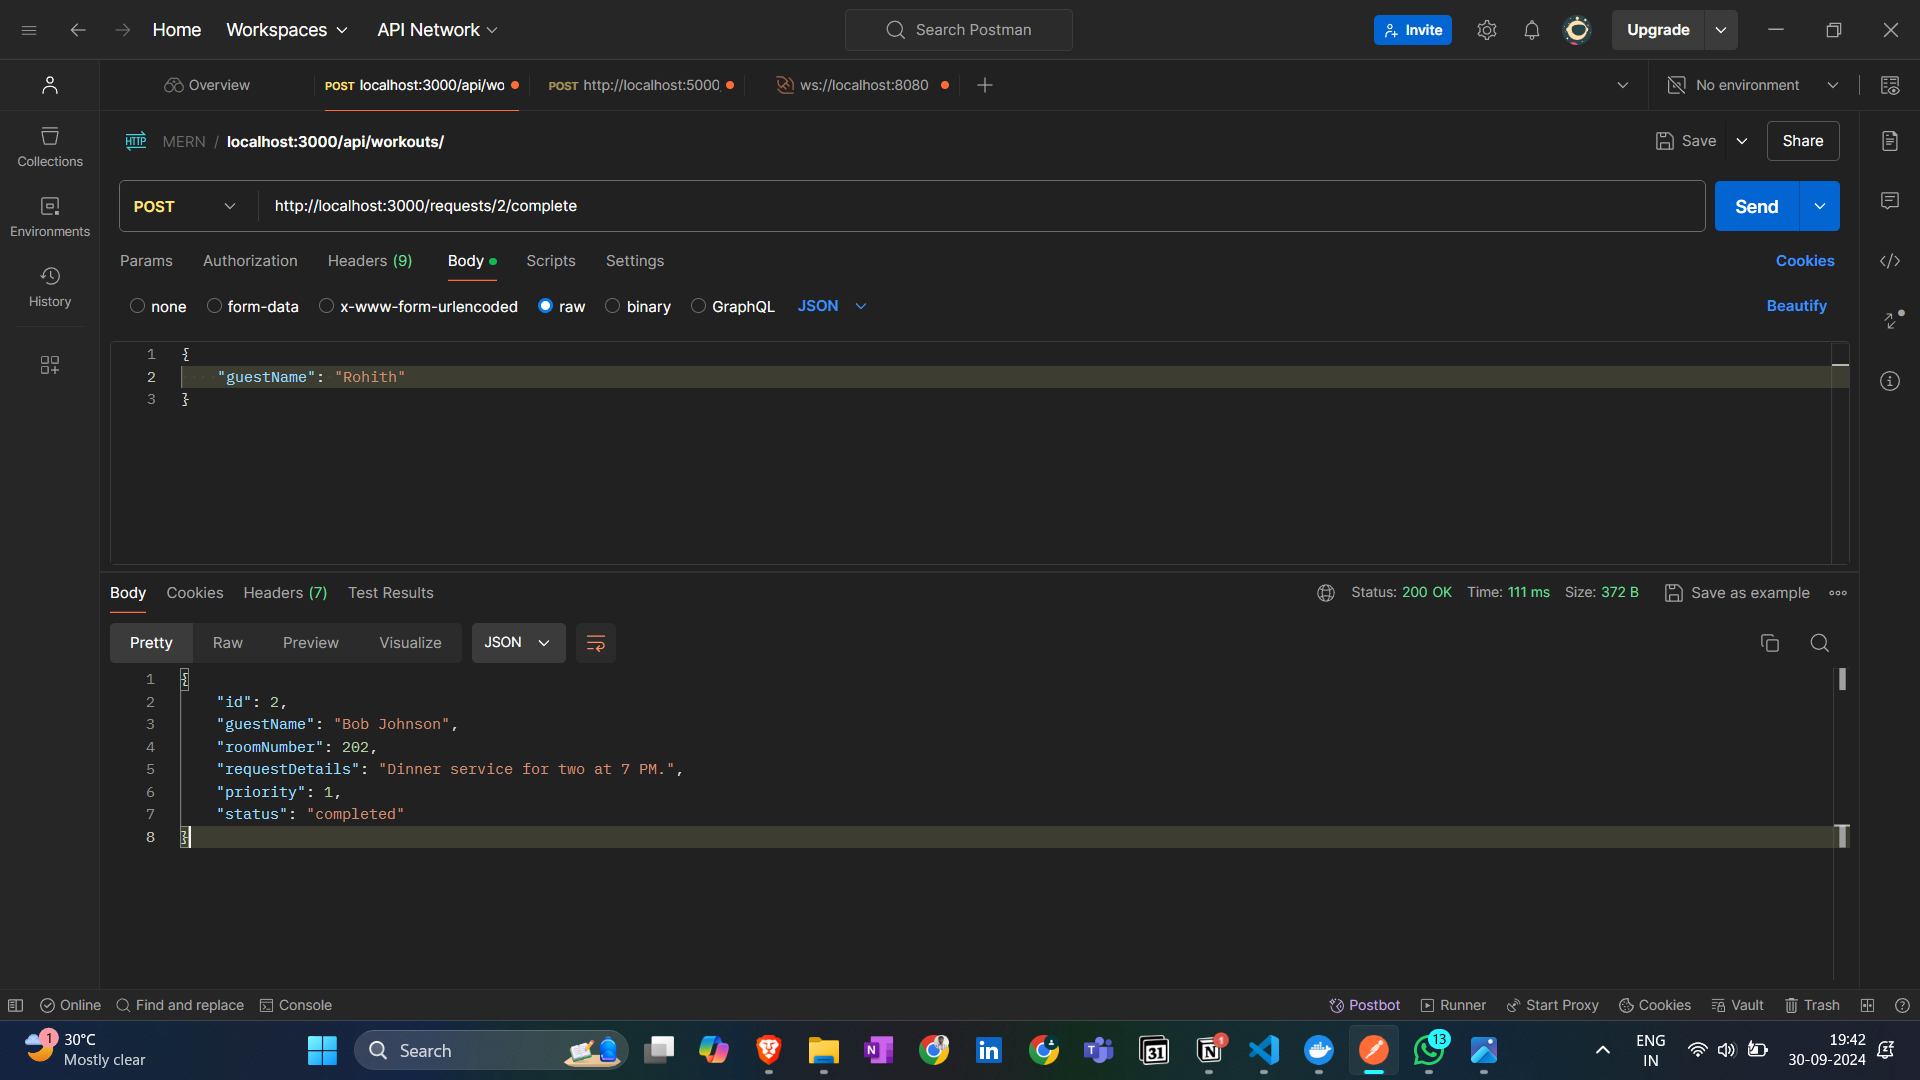 Home Workspaces API Network Search Postman Invite Upgrade
Overview POST localhost:3000/api/wo POST http://localhost:5000 ws://localhost:8080 No environment
HTTP MERN / localhost:3000/api/workouts/ Save Share
Collections
POST http://localhost:3000/requests/2/complete Send
Environments
Params Authorization Headers (9) Body Scripts Settings Cookies
History
none form-data x-www-form-urlencoded raw binary GraphQL JSON Beautify
1 {
2 "guestName": "Rohith"
3 }
Body Cookies Headers (7) Test Results Status: 200 OK Time: 111 ms Size: 372 B Save as example
Pretty Raw Preview Visualize JSON
1 {
2 "id": 2,
3 "guestName": "Bob Johnson",
4 "roomNumber": 202,
5 "requestDetails": "Dinner service for two at 7 PM.",
6 "priority": 1,
7 "status": "completed"
8 }
Online Find and replace Console Postbot Runner Start Proxy Cookies Vault Trash
1 30°C
Mostly clear
Search
N
in
31
N 1
13
ENG
IN
19:42
30-09-2024